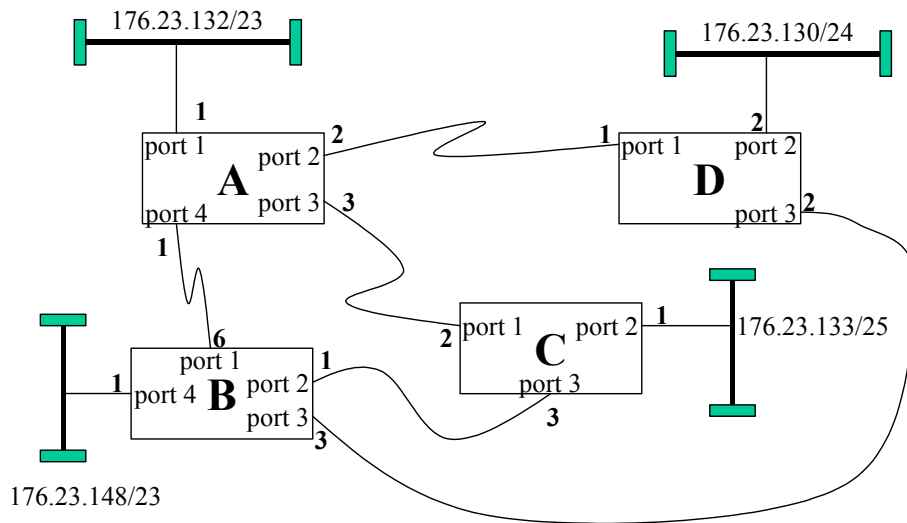 176.23.132/23
176.23.130/24
1
2
1
2
port 1
port 2
A
port 3
port 4
3
1
port 1
port 2
D
port 3
2
6
port 1
1
port 2
B
port 4
port 3
1
3
2
port 1
port 2
C
port 3
1
3
176.23.133/25
176.23.148/23